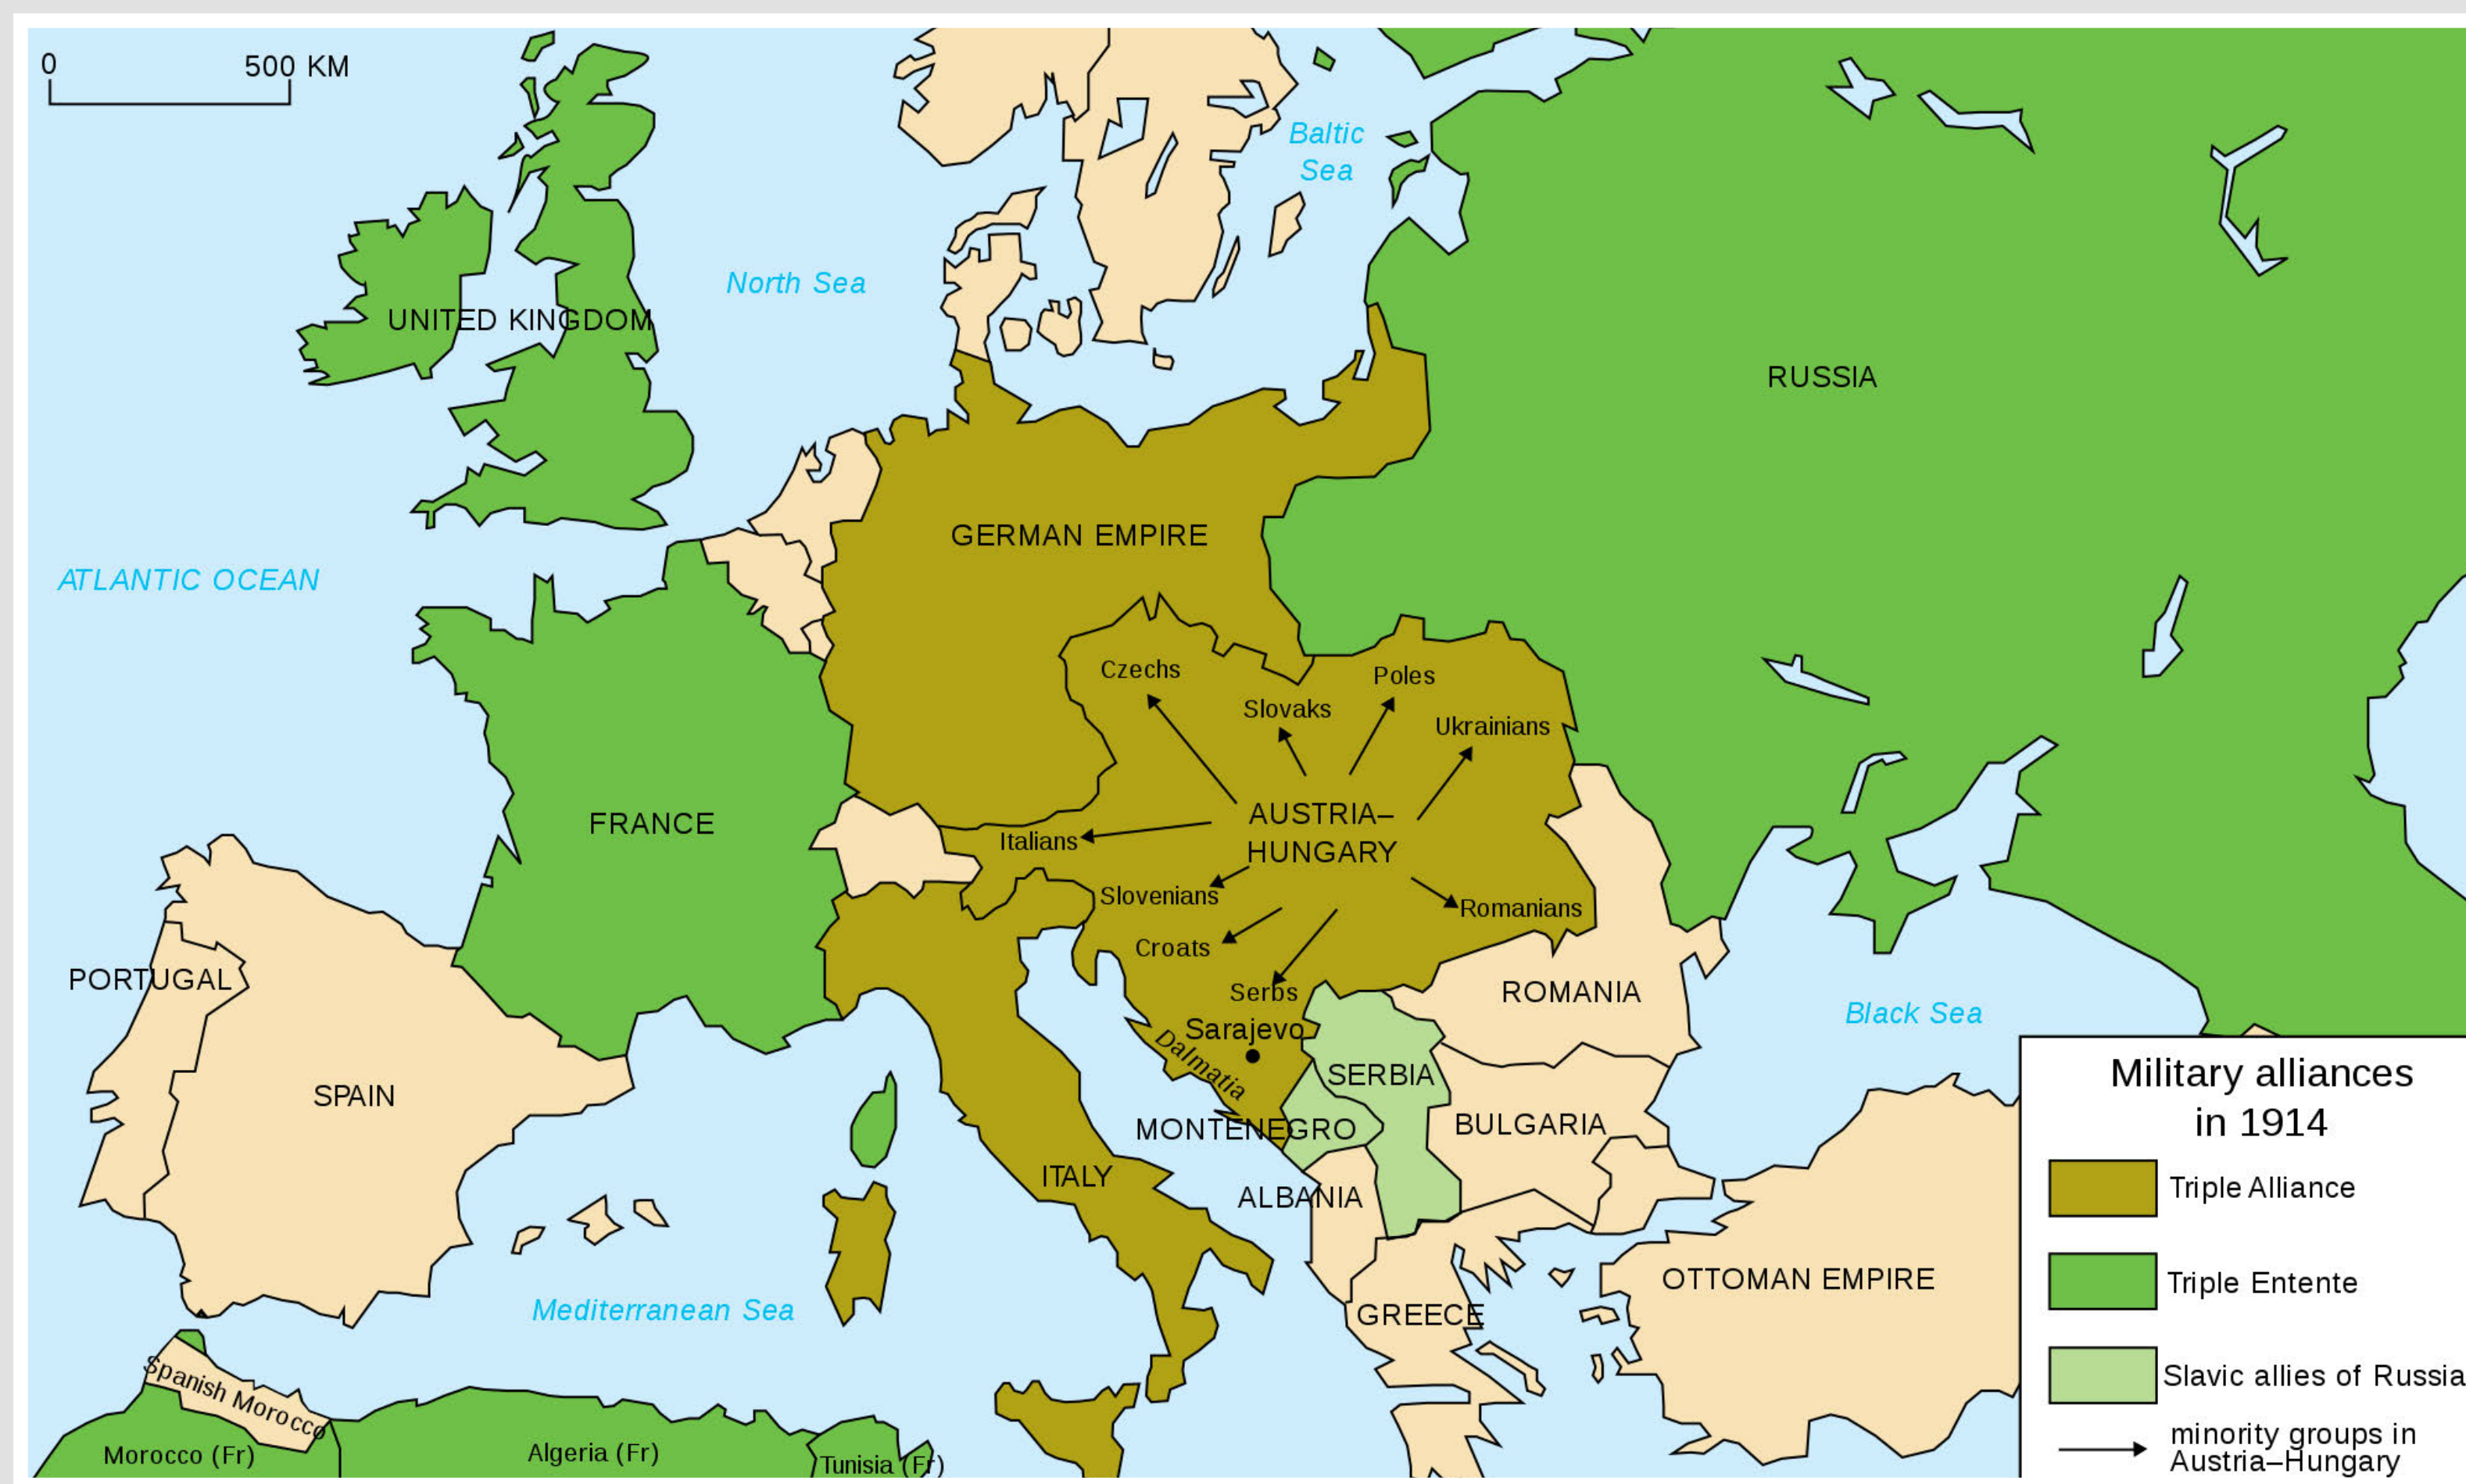 0
500 KM
Baltic
Sea
North Sea
UNITED KINGDOM
RUSSIA
GERMAN EMPIRE
ATLANTIC OCEAN
Czechs
Poles
Slovaks
Ukrainians
AUSTRIA–
HUNGARY
FRANCE
Italians
Slovenians
Romanians
Croats
PORTUGAL
Serbs
ROMANIA
Black Sea
Sarajevo
Dalmatia
SERBIA
SPAIN
MONTENEGRO
BULGARIA
ITALY
ALBANIA
OTTOMAN EMPIRE
Mediterranean Sea
GREECE
Spanish Morocco
Morocco (Fr)
Algeria (Fr)
Tunisia (Fr)
Military alliances
in 1914
Triple Alliance
Triple Entente
Slavic allies of Russia
minority groups in
Austria–Hungary